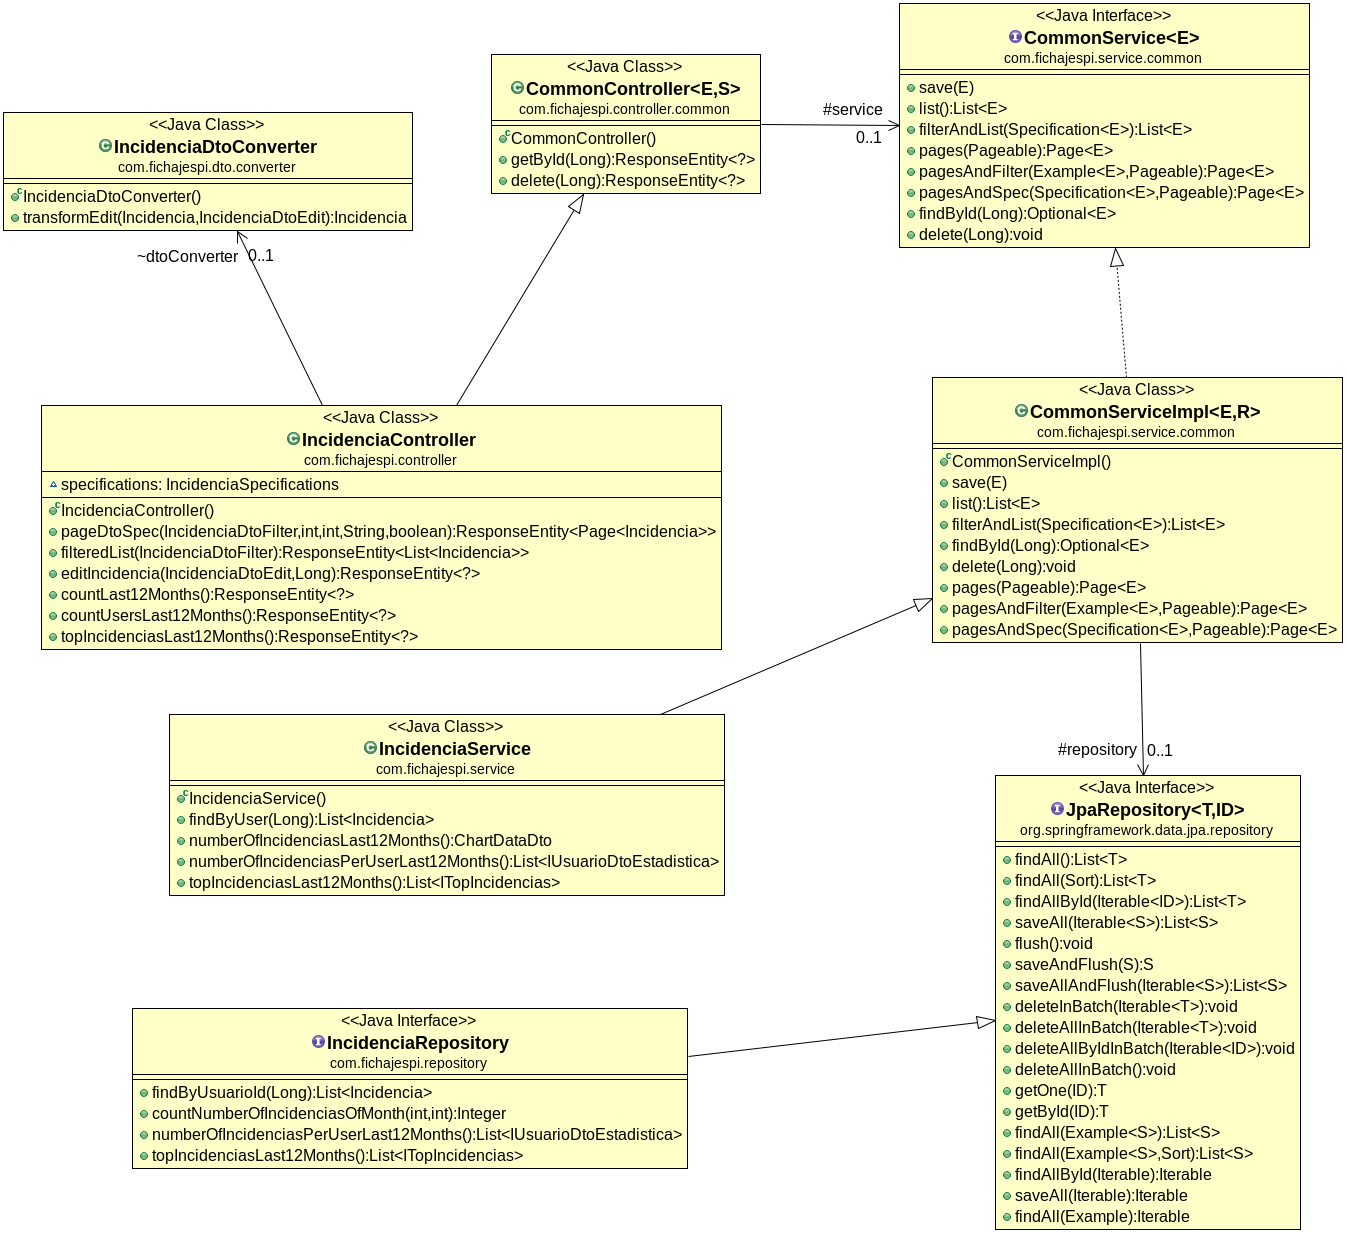 <<Java Class>>
IncidenciaDtoConverter
com.fichajespi.dto.converter
IncidenciaDtoConverter()
transformEdit(Incidencia,IncidenciaDtoEdit):Incidencia
~dtoConverter
0..1
<<Java Class>>
CommonController<E,S>
com.fichajespi.controller.common
CommonController()
getById(Long):ResponseEntity<?>
delete(Long):ResponseEntity<?>
#service
0..1
<<Java Interface>>
CommonService<E>
com.fichajespi.service.common
save(E)
list():List<E>
filterAndList(Specification<E>):List<E>
pages(Pageable):Page<E>
pagesAndFilter(Example<E>,Pageable):Page<E>
pagesAndSpec(Specification<E>,Pageable):Page<E>
findById(Long):Optional<E>
delete(Long):void
<<Java Class>>
IncidenciaController
com.fichajespi.controller
specifications: IncidenciaSpecifications
IncidenciaController()
pageDtoSpec(IncidenciaDtoFilter,int,int,String,boolean):ResponseEntity<Page<Incidencia>>
filteredList(IncidenciaDtoFilter):ResponseEntity<List<Incidencia>>
editIncidencia(IncidenciaDtoEdit,Long):ResponseEntity<?>
countLast12Months():ResponseEntity<?>
countUsersLast12Months():ResponseEntity<?>
topIncidenciasLast12Months():ResponseEntity<?>
<<Java Class>>
CommonServiceImpl<E,R>
com.fichajespi.service.common
CommonServiceImpl()
save(E)
list():List<E>
filterAndList(Specification<E>):List<E>
findById(Long):Optional<E>
delete(Long):void
pages(Pageable):Page<E>
pagesAndFilter(Example<E>,Pageable):Page<E>
pagesAndSpec(Specification<E>,Pageable):Page<E>
<<Java Class>>
IncidenciaService
com.fichajespi.service
IncidenciaService()
findByUser(Long):List<Incidencia>
numberOfIncidenciasLast12Months():ChartDataDto
numberOfIncidenciasPerUserLast12Months():List<IUsuarioDtoEstadistica>
topIncidenciasLast12Months():List<ITopIncidencias>
#repository
0..1
<<Java Interface>>
JpaRepository<T,ID>
org.springframework.data.jpa.repository
findAll():List<T>
findAll(Sort):List<T>
findAllById(Iterable<ID>):List<T>
saveAll(Iterable<S>):List<S>
flush():void
saveAndFlush(S):S
saveAllAndFlush(Iterable<S>):List<S>
deleteInBatch(Iterable<T>):void
deleteAllInBatch(Iterable<T>):void
deleteAllByIdInBatch(Iterable<ID>):void
deleteAllInBatch():void
getOne(ID):T
getById(ID):T
findAll(Example<S>):List<S>
findAll(Example<S>,Sort):List<S>
findAllById(Iterable):Iterable
saveAll(Iterable):Iterable
findAll(Example):Iterable
<<Java Interface>>
IncidenciaRepository
com.fichajespi.repository
findByUsuarioId(Long):List<Incidencia>
countNumberOfIncidenciasOfMonth(int,int):Integer
numberOfIncidenciasPerUserLast12Months():List<IUsuarioDtoEstadistica>
topIncidenciasLast12Months():List<ITopIncidencias>